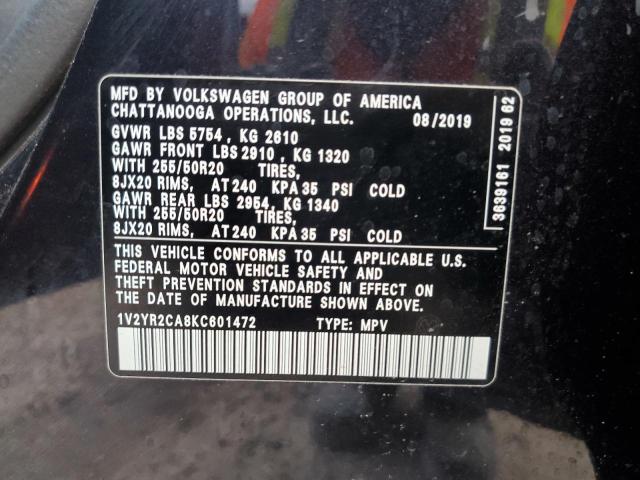 MFD BY VOLKSWAGEN GROUP OF AMERICA
CHATTANOOGA OPERATIONS, LLC. 08/2019
GVWR LBS 5754 , KG 2610
GAWR FRONT LBS 2910 , KG 1320
WITH 255/50R20 TIRES,
8JX20 RIMS, AT 240 KPA 35 PSI COLD
GAWR REAR LBS 2954, KG 1340
WITH 255/50R20 TIRES,
8JX20 RIMS, AT 240 KPA 35 PSI COLD
THIS VEHICLE CONFORMS TO ALL APPLICABLE U.S.
FEDERAL MOTOR VEHICLE SAFETY AND
THEFT PREVENTION STANDARDS IN EFFECT ON
DATE OF MANUFACTURE SHOWN ABOVE.
1V2YR2CA8KC601472 TYPE: MPV
3639161 2019 62